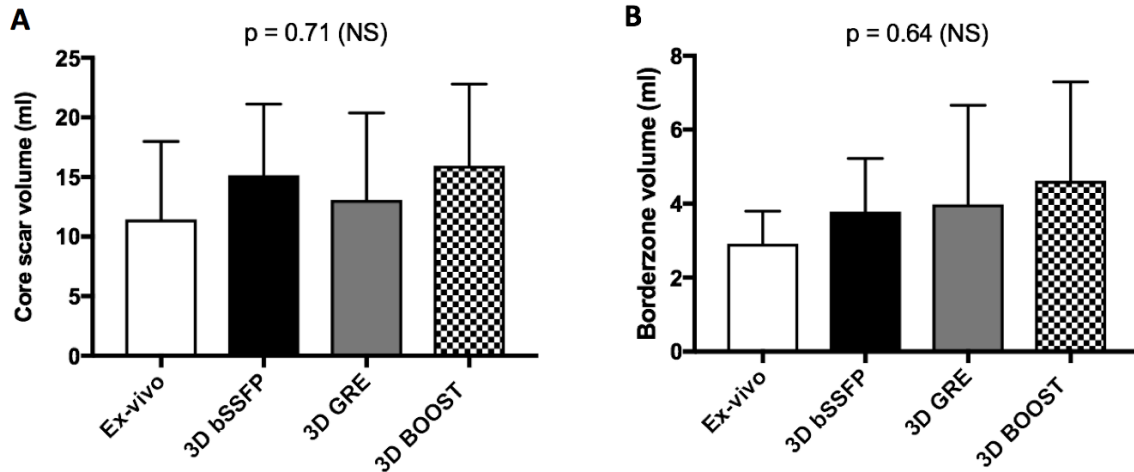 A
p = 0.71 (NS)
Core scar volume (ml)
25
20
15
10
5
0
Ex-vivo
3D bSSFP
3D GRE
3D BOOST
B
p = 0.64 (NS)
Borderzone volume (ml)
8
6
4
2
0
Ex-vivo
3D bSSFP
3D GRE
3D BOOST